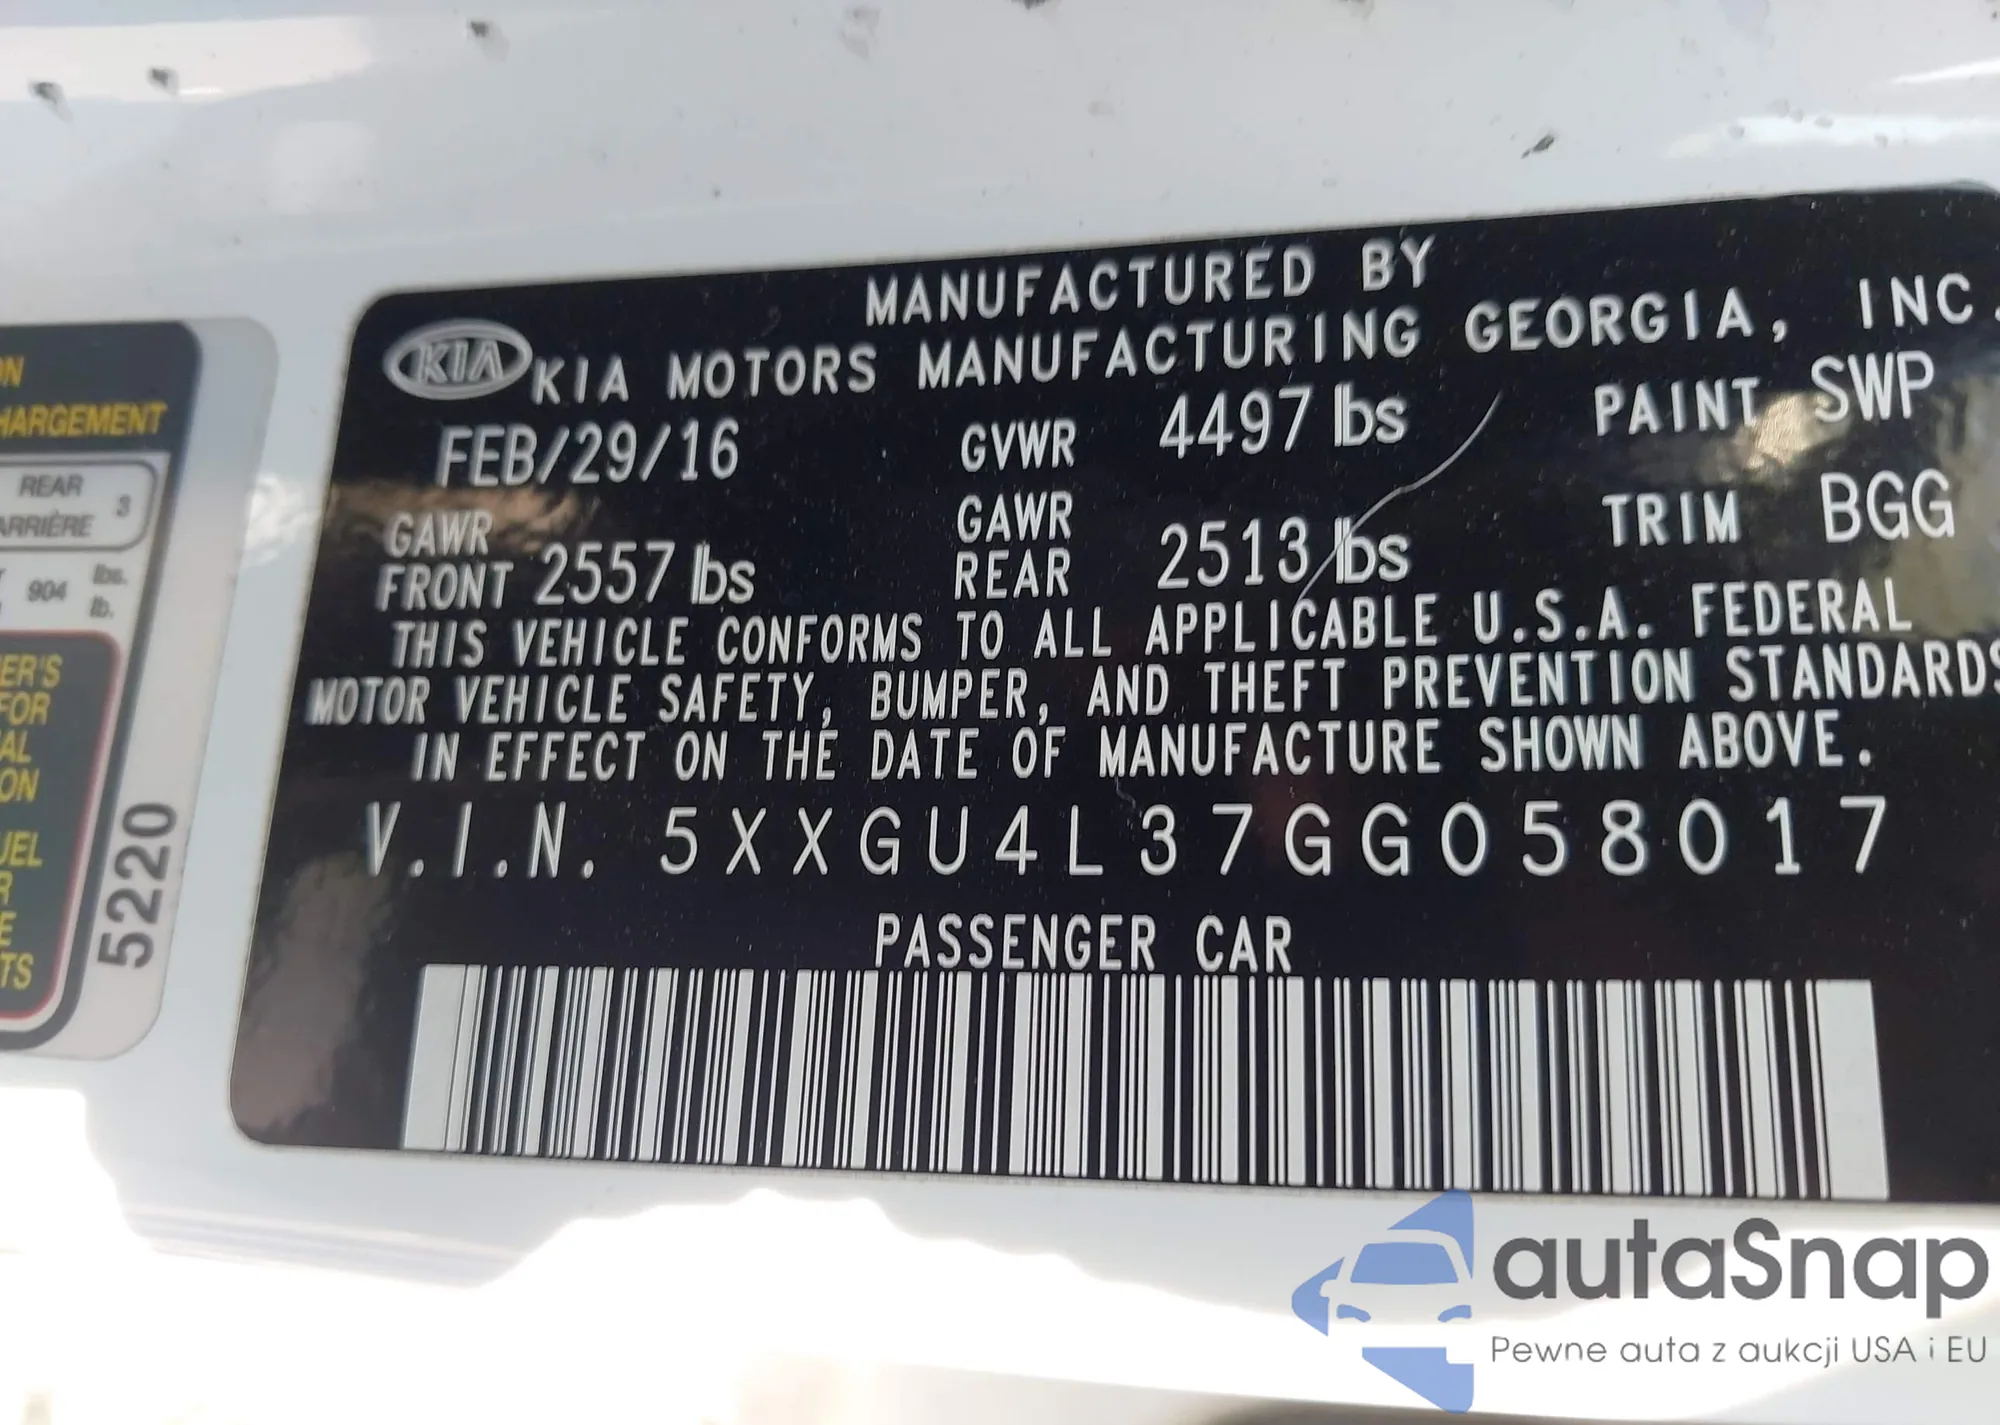 MANUFACTURED BY
KIA KIA MOTORS MANUFACTURING GEORGIA, INC.
FEB/29/16 GVWR 4497 lbs PAINT SWP
GAWR FRONT 2557 lbs GAWR REAR 2513 lbs TRIM BGG
THIS VEHICLE CONFORMS TO ALL APPLICABLE U.S.A. FEDERAL
MOTOR VEHICLE SAFETY, BUMPER, AND THEFT PREVENTION STANDARDS
IN EFFECT ON THE DATE OF MANUFACTURE SHOWN ABOVE.
V.I.N. 5XXGU4L37GG058017
PASSENGER CAR
REAR 3
904 lbs.
lb.
5220
autaSnap
Pewne auta z aukcji USA i EU